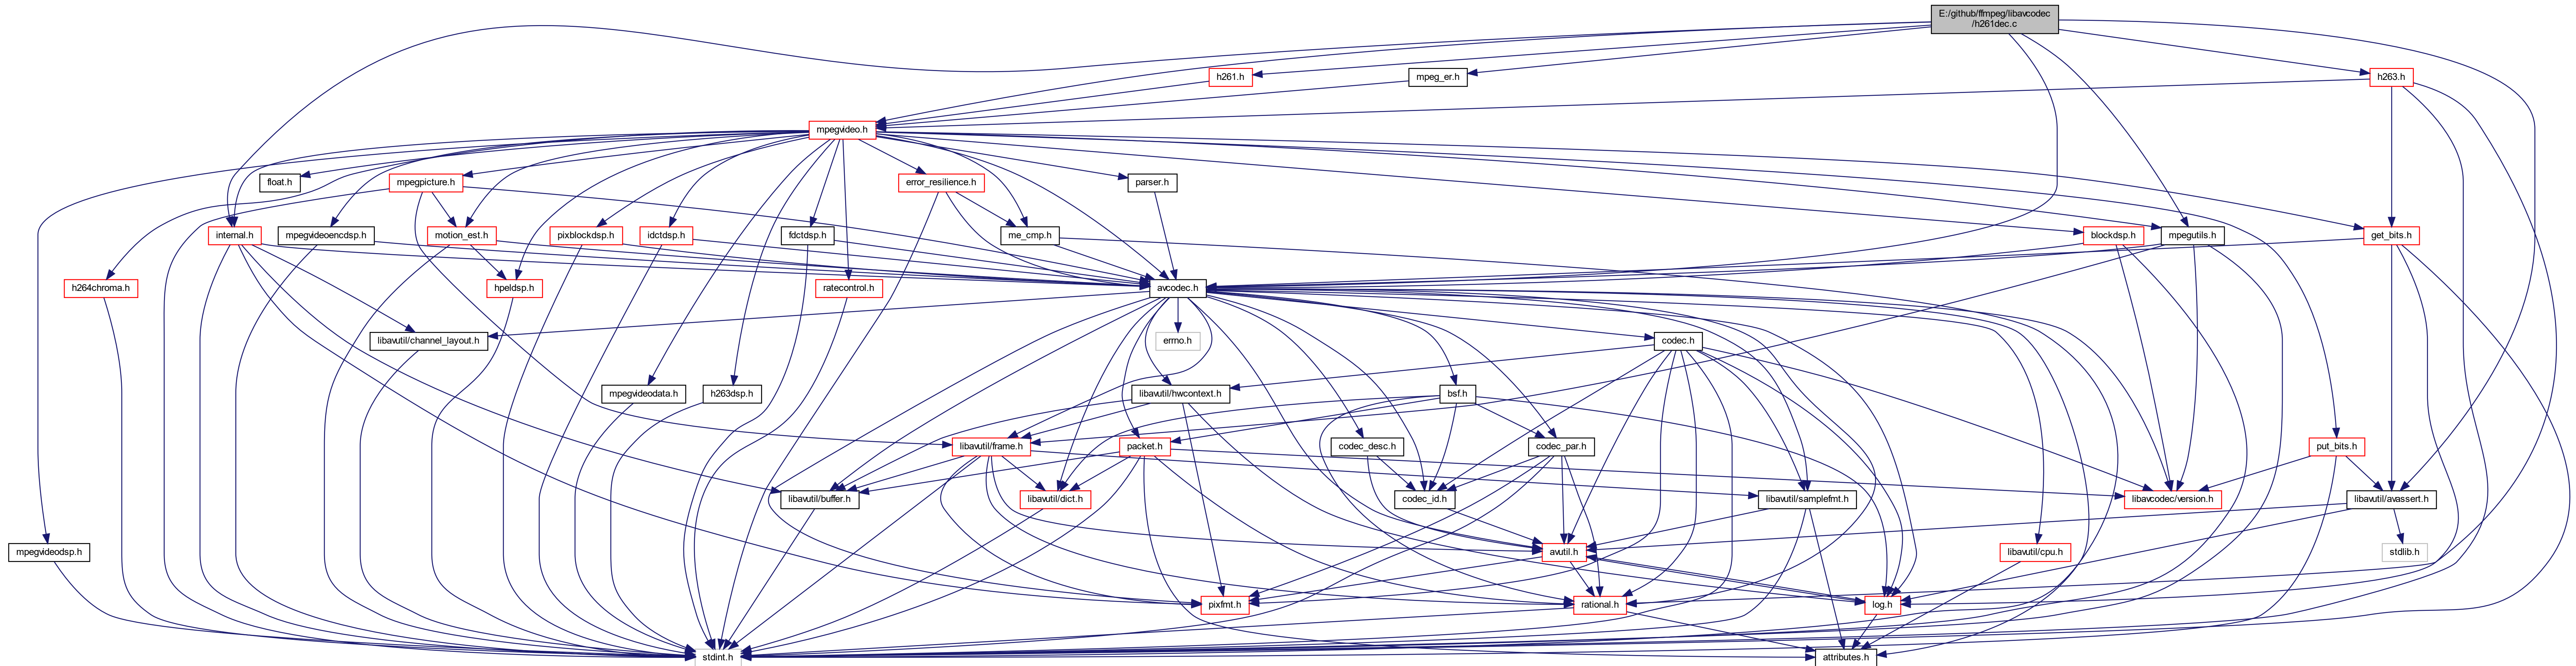 E:/github/ffmpeg/libavcodec
/h261dec.c
h261.h
mpeg_er.h
h263.h
mpegvideo.h
float.h
mpegpicture.h
error_resilience.h
parser.h
internal.h
mpegvideoencdsp.h
motion_est.h
pixblockdsp.h
idctdsp.h
fdctdsp.h
me_cmp.h
blockdsp.h
mpegutils.h
get_bits.h
h264chroma.h
hpeldsp.h
ratecontrol.h
avcodec.h
libavutil/channel_layout.h
errno.h
codec.h
mpegvideodata.h
h263dsp.h
libavutil/hwcontext.h
bsf.h
libavutil/frame.h
packet.h
codec_desc.h
codec_par.h
put_bits.h
libavutil/buffer.h
libavutil/dict.h
codec_id.h
libavutil/samplefmt.h
libavcodec/version.h
libavutil/avassert.h
mpegvideodsp.h
avutil.h
libavutil/cpu.h
stdlib.h
pixfmt.h
rational.h
log.h
stdint.h
attributes.h